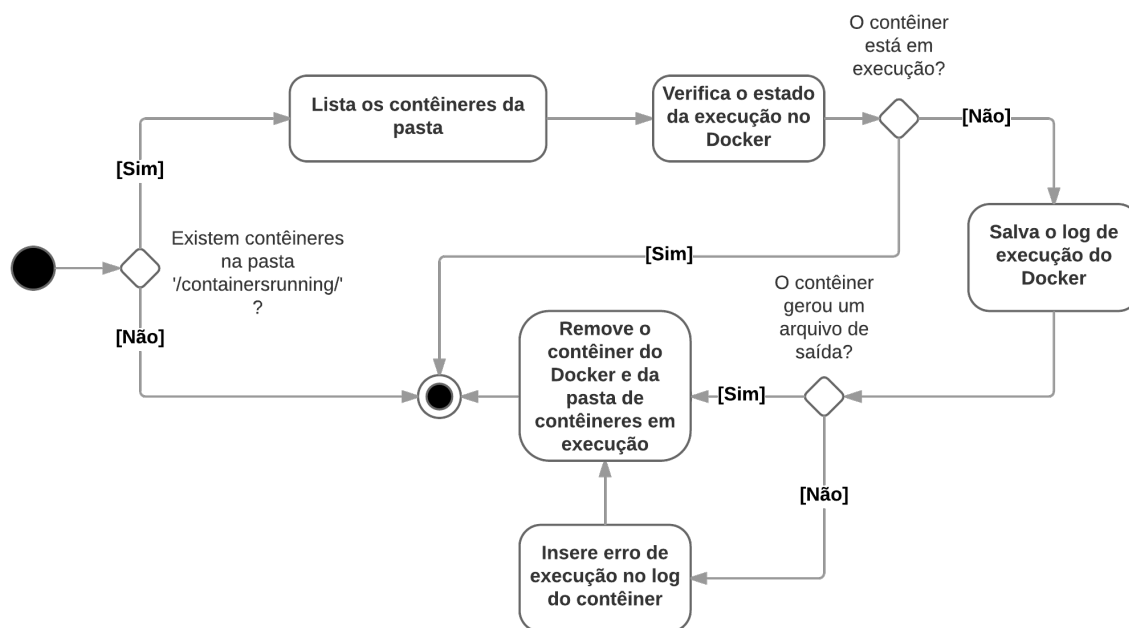 O contêiner
está em
execução?
Lista os contêineres da
pasta
Verifica o estado
da execução no
Docker
[Não]
[Sim]
Existem contêineres
na pasta
'/containersrunning/'
?
[Não]
[Sim]
Salva o log de
execução do
Docker
O contêiner
gerou um
arquivo de
saída?
Remove o
contêiner do
Docker e da
pasta de
contêineres em
execução
[Sim]
[Não]
Insere erro de
execução no log
do contêiner